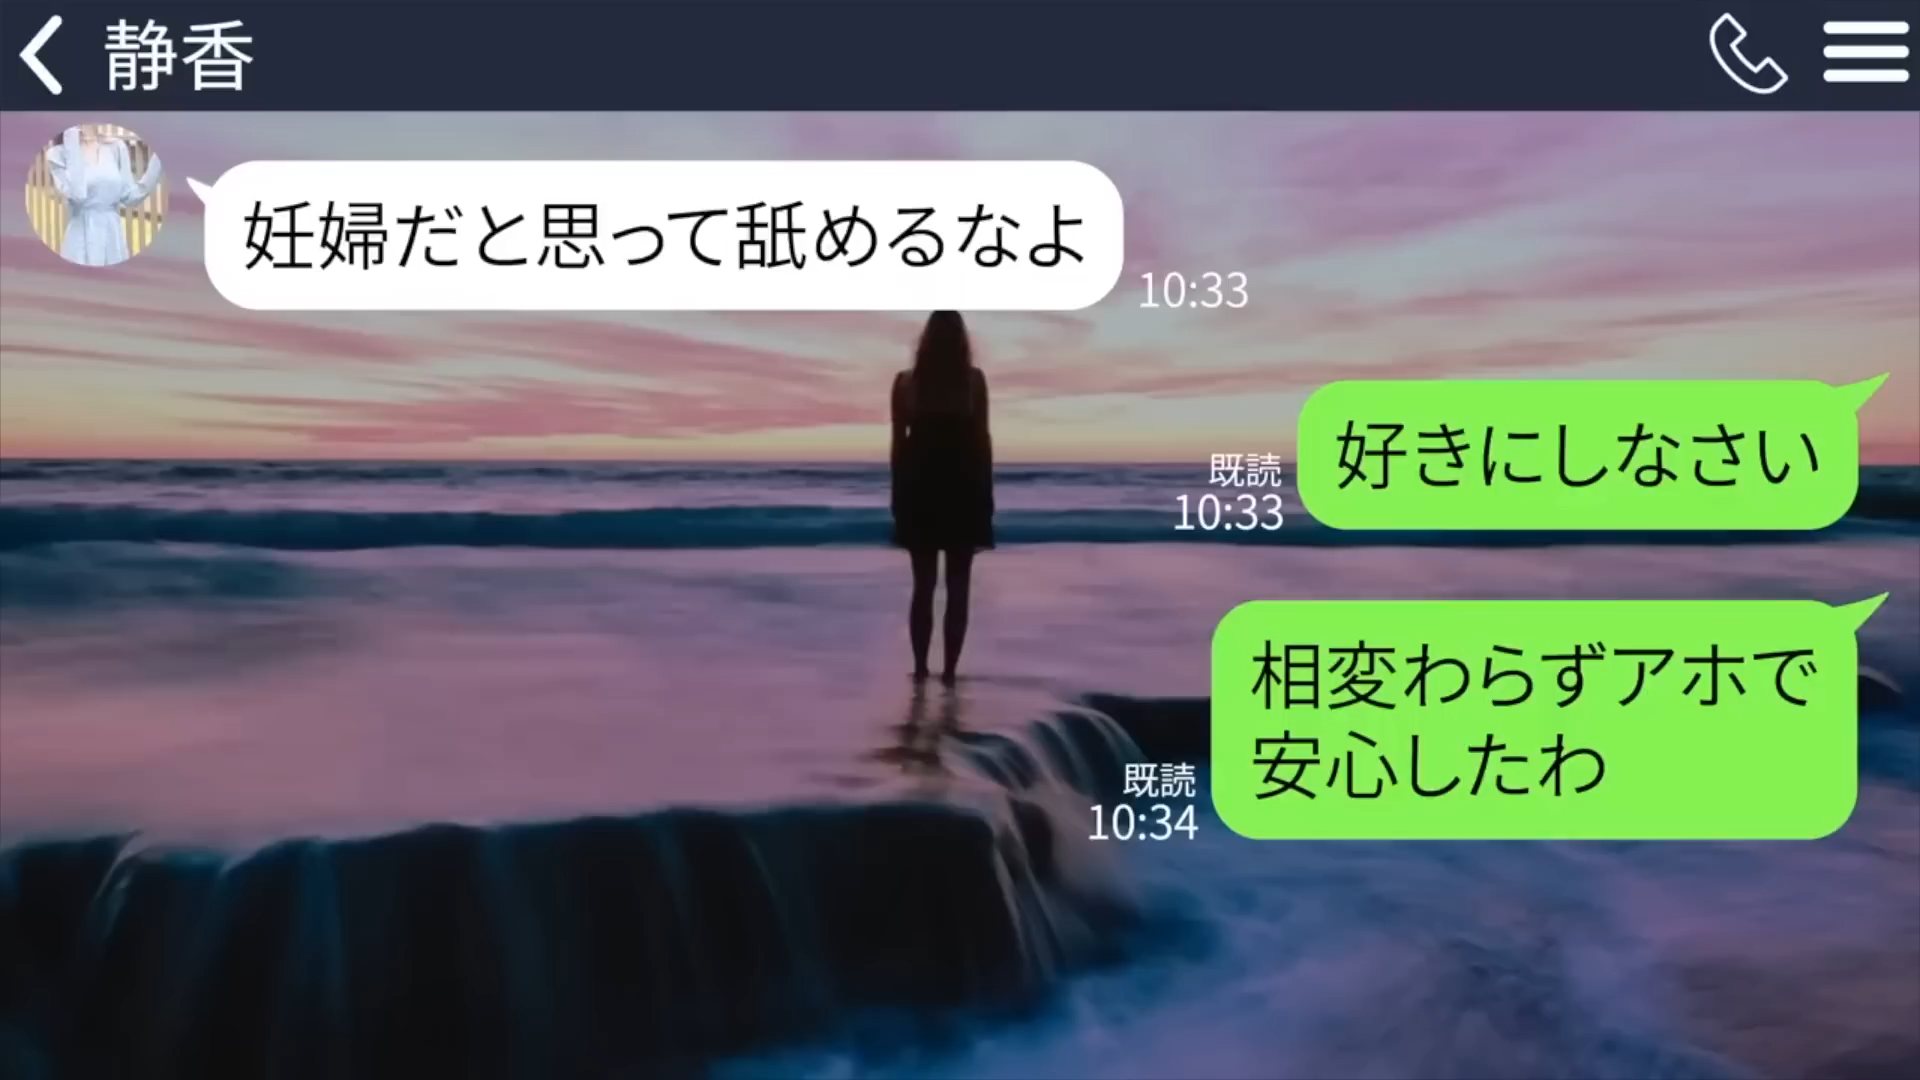 静香
妊婦だと思って舐めるなよ
10:33
好きにしなさい
既読
10:33
相変わらずアホで
安心したわ
既読
10:34